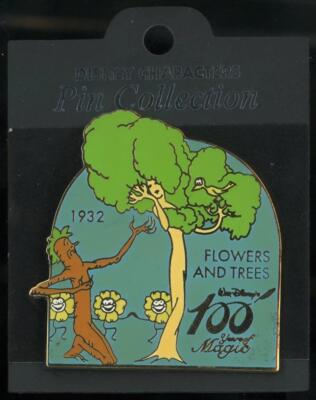 DISNEY CHARACTERS
Pin Collection
1932
FLOWERS
AND TREES
Walt Disney's
100
Years of
Magic